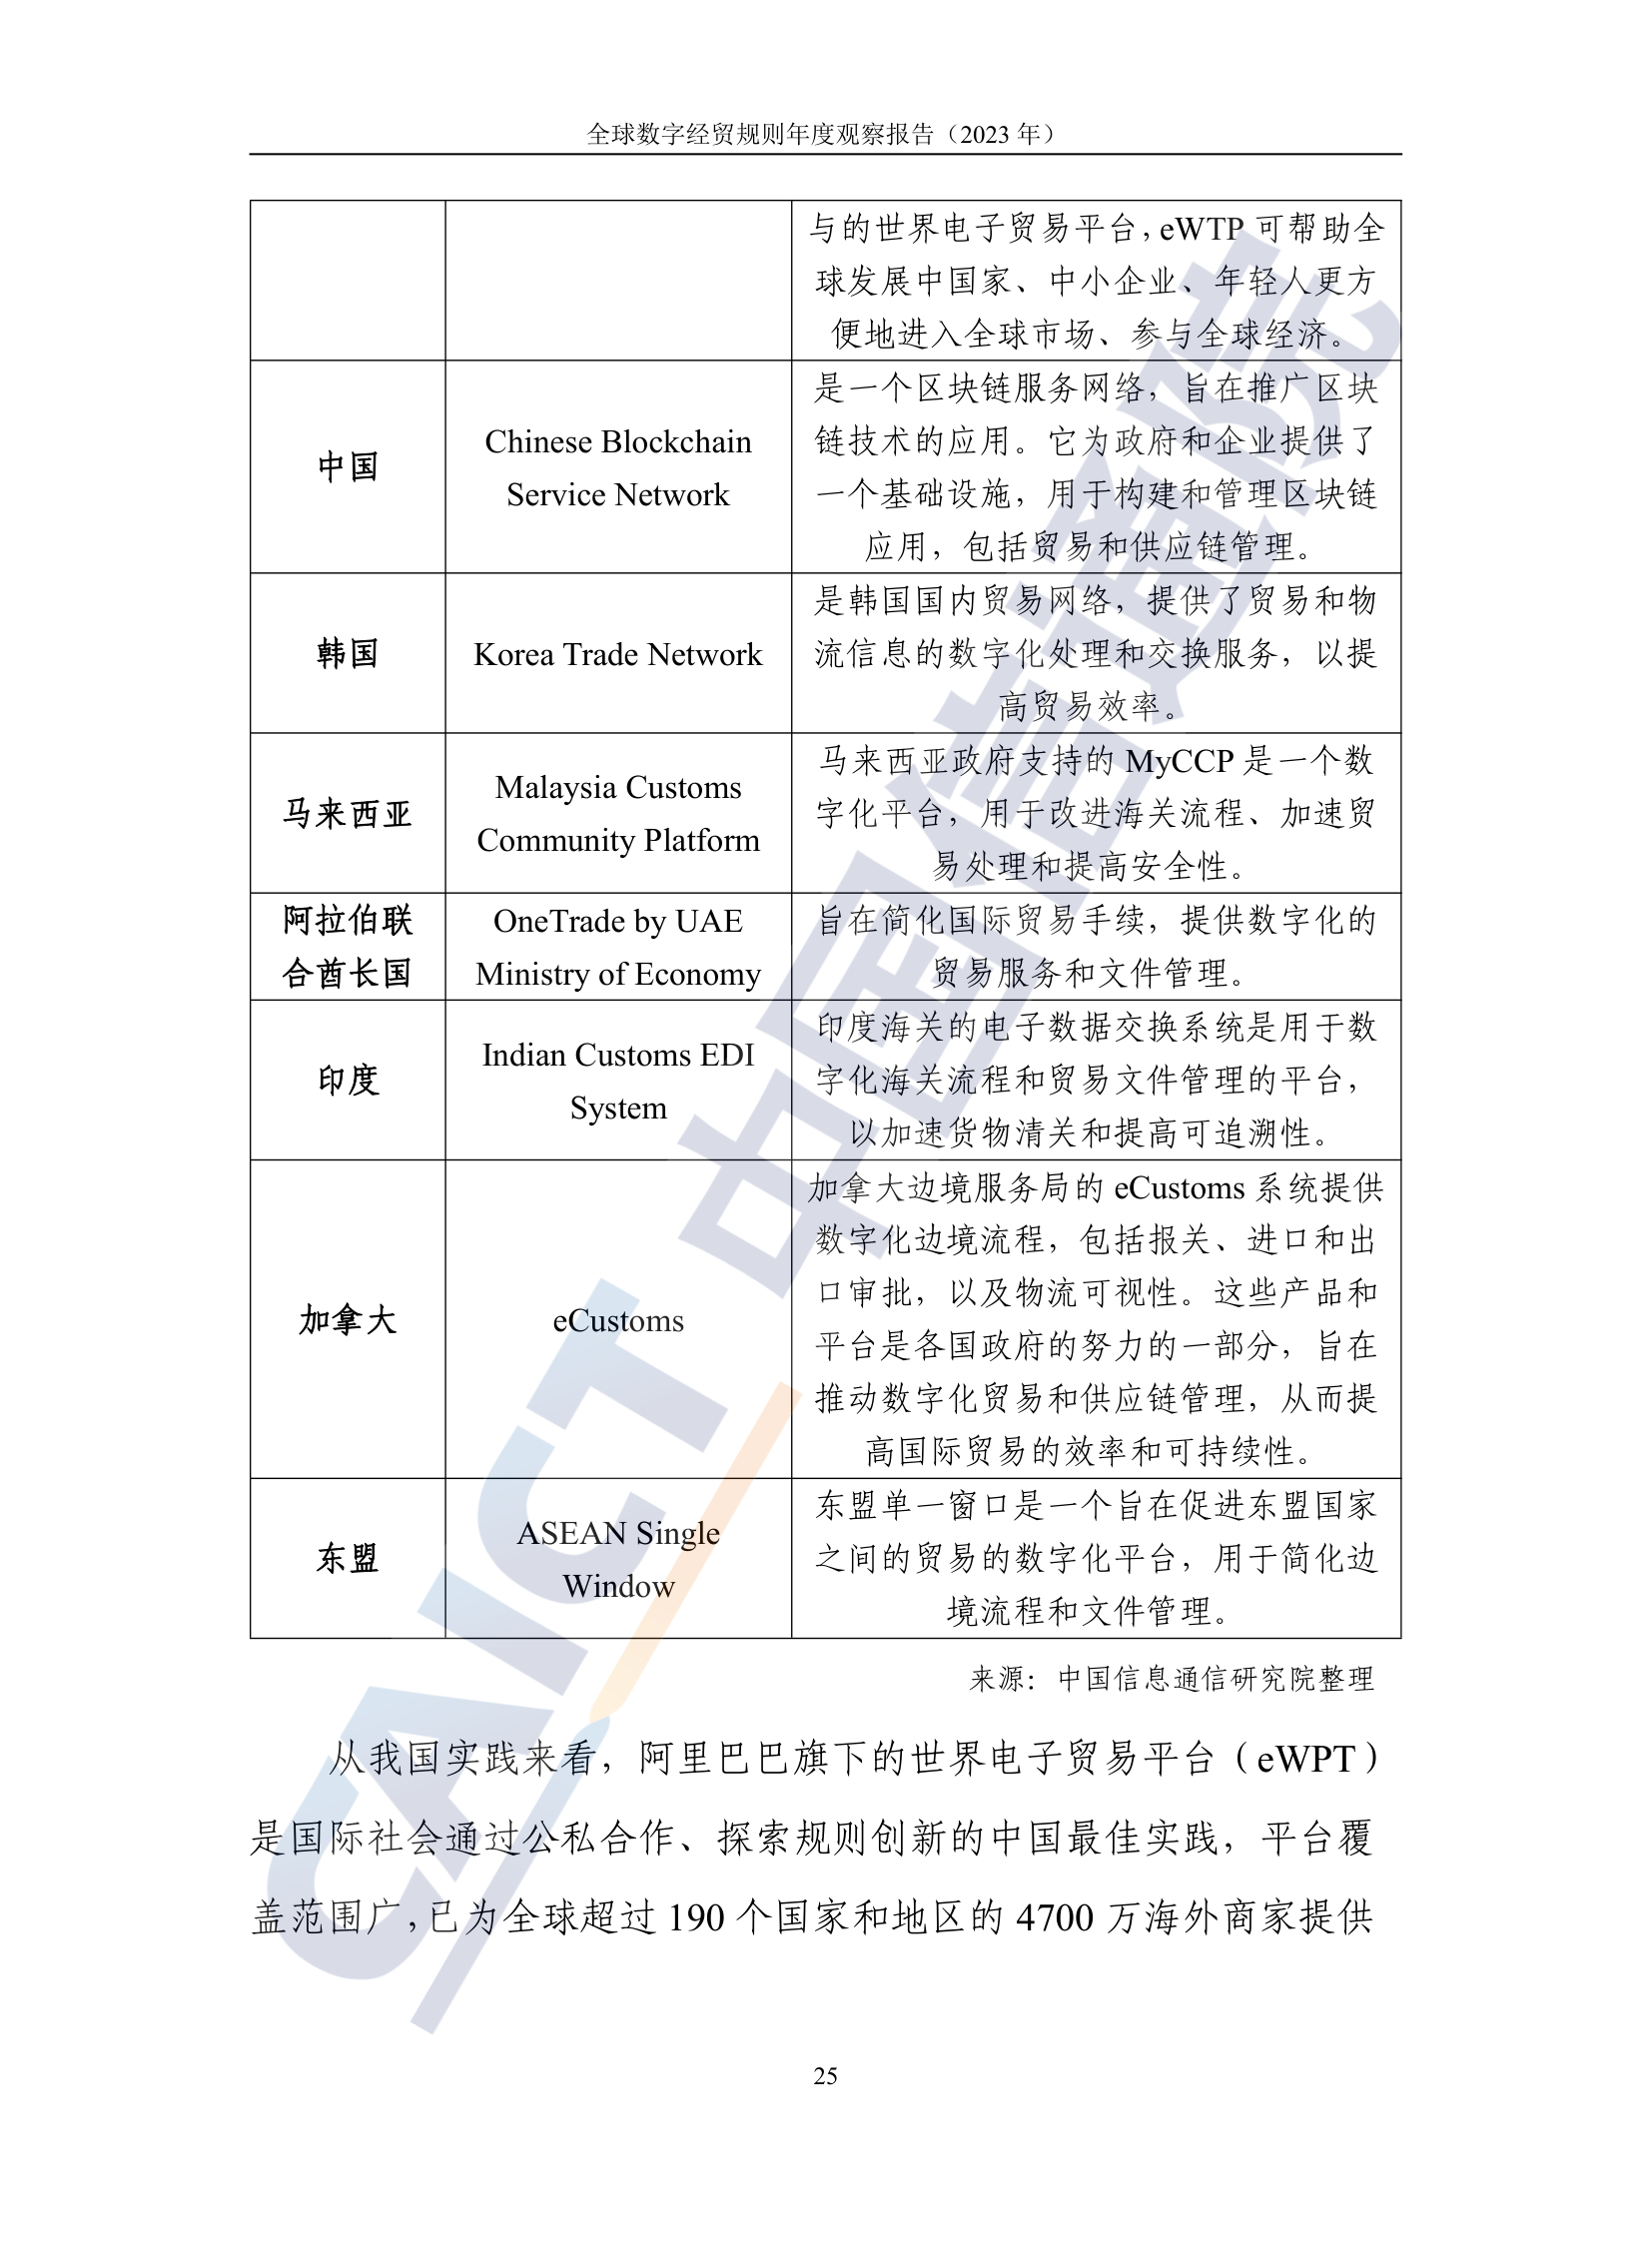 全球数字经贸规则年度观察报告（2023 年）
与的世界电子贸易平台，eWTP 可帮助全
球发展中国家、中小企业、年轻人更方
便地进入全球市场、参与全球经济。
中国
Chinese Blockchain
Service Network
是一个区块链服务网络，旨在推广区块
链技术的应用。它为政府和企业提供了
一个基础设施，用于构建和管理区块链
应用，包括贸易和供应链管理。
韩国
Korea Trade Network
是韩国国内贸易网络，提供了贸易和物
流信息的数字化处理和交换服务，以提
高贸易效率。
马来西亚
Malaysia Customs
Community Platform
马来西亚政府支持的 MyCCP 是一个数
字化平台，用于改进海关流程、加速贸
易处理和提高安全性。
阿拉伯联
合酋长国
OneTrade by UAE
Ministry of Economy
旨在简化国际贸易手续，提供数字化的
贸易服务和文件管理。
印度
Indian Customs EDI
System
印度海关的电子数据交换系统是用于数
字化海关流程和贸易文件管理的平台，
以加速货物清关和提高可追溯性。
加拿大
eCustoms
加拿大边境服务局的 eCustoms 系统提供
数字化边境流程，包括报关、进口和出
口审批，以及物流可视性。这些产品和
平台是各国政府的努力的一部分，旨在
推动数字化贸易和供应链管理，从而提
高国际贸易的效率和可持续性。
东盟
ASEAN Single
Window
东盟单一窗口是一个旨在促进东盟国家
之间的贸易的数字化平台，用于简化边
境流程和文件管理。
来源：中国信息通信研究院整理
从我国实践来看，阿里巴巴旗下的世界电子贸易平台（eWPT）
是国际社会通过公私合作、探索规则创新的中国最佳实践，平台覆
盖范围广，已为全球超过 190 个国家和地区的 4700 万海外商家提供
25
CAICT 中国信通院